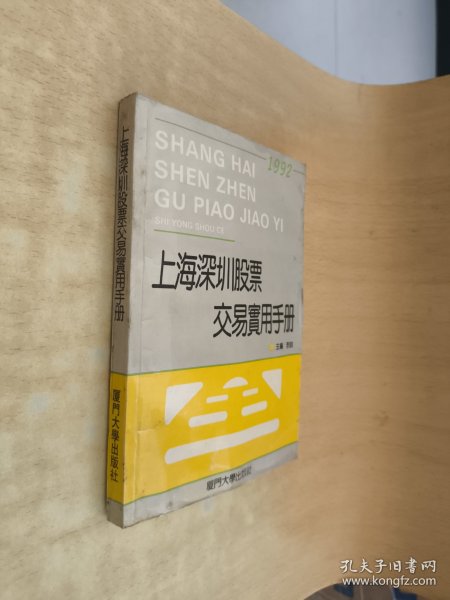 SHANG HAI
1992
SHEN ZHEN
GU PIAO JIAO YI
SHI YONG SHOU CE
上海深圳股票
交易實用手册
主編
厦門大學出版社
上海深圳股票交易實用手册
厦門大學出版社
孔夫子旧书网
www.kongfz.com